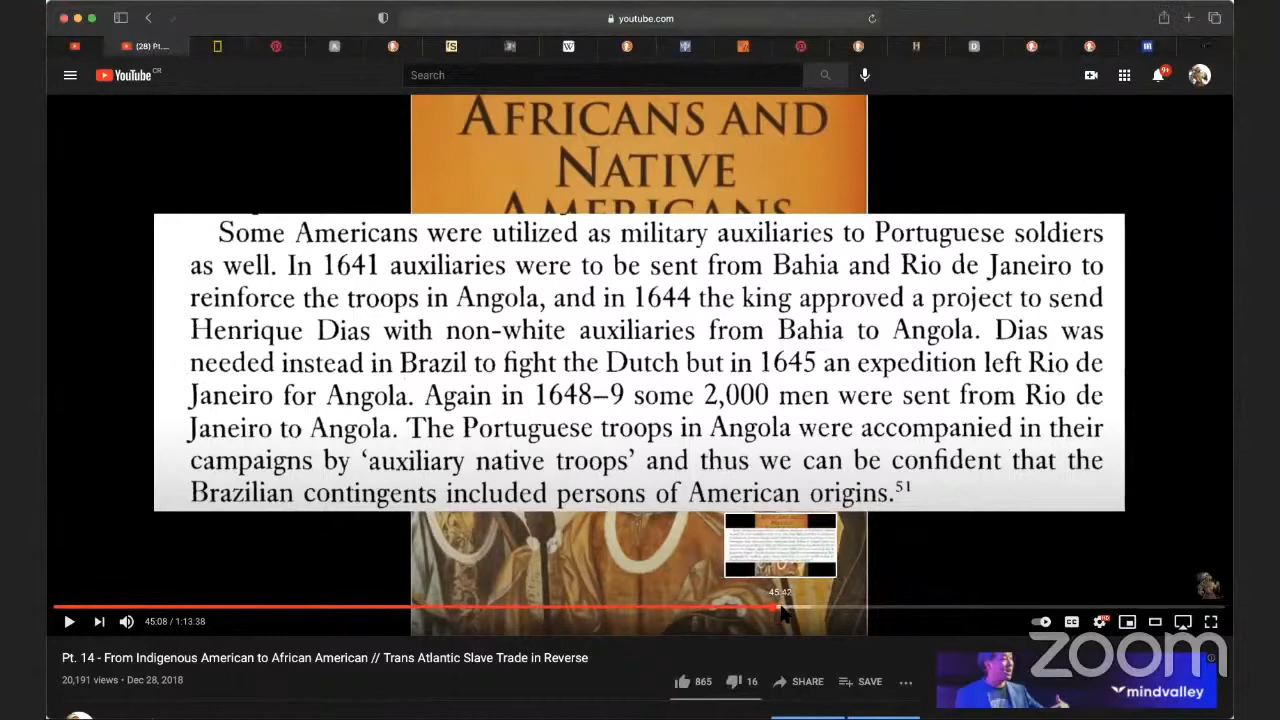 youtube.com
(28) Pt....
YouTube CR
Search
9+
AFRICANS AND
NATIVE
AMERICANS
Some Americans were utilized as military auxiliaries to Portuguese soldiers
as well. In 1641 auxiliaries were to be sent from Bahia and Rio de Janeiro to
reinforce the troops in Angola, and in 1644 the king approved a project to send
Henrique Dias with non-white auxiliaries from Bahia to Angola. Dias was
needed instead in Brazil to fight the Dutch but in 1645 an expedition left Rio de
Janeiro for Angola. Again in 1648–9 some 2,000 men were sent from Rio de
Janeiro to Angola. The Portuguese troops in Angola were accompanied in their
campaigns by ‘auxiliary native troops’ and thus we can be confident that the
Brazilian contingents included persons of American origins.51
45:42
45:08 / 1:13:38
CC
HD
Pt. 14 - From Indigenous American to African American // Trans Atlantic Slave Trade in Reverse
20,191 views • Dec 28, 2018
865
16
SHARE
SAVE
zoom
mindvalley